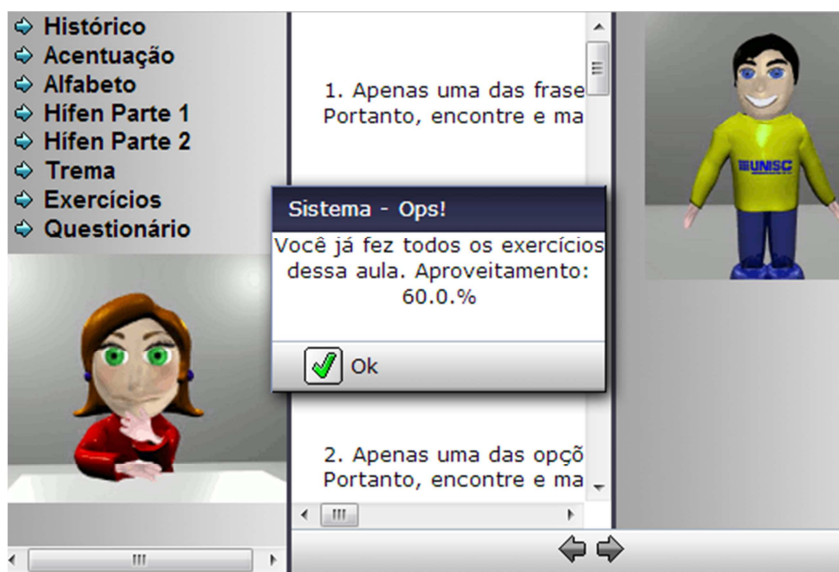 Histórico
Acentuação
Alfabeto
Hífen Parte 1
Hífen Parte 2
Trema
Exercícios
Questionário
1. Apenas uma das frase
Portanto, encontre e ma
Sistema - Ops!
Você já fez todos os exercícios
dessa aula. Aproveitamento:
60.0.%
Ok
2. Apenas uma das opçõ
Portanto, encontre e ma
UNISC